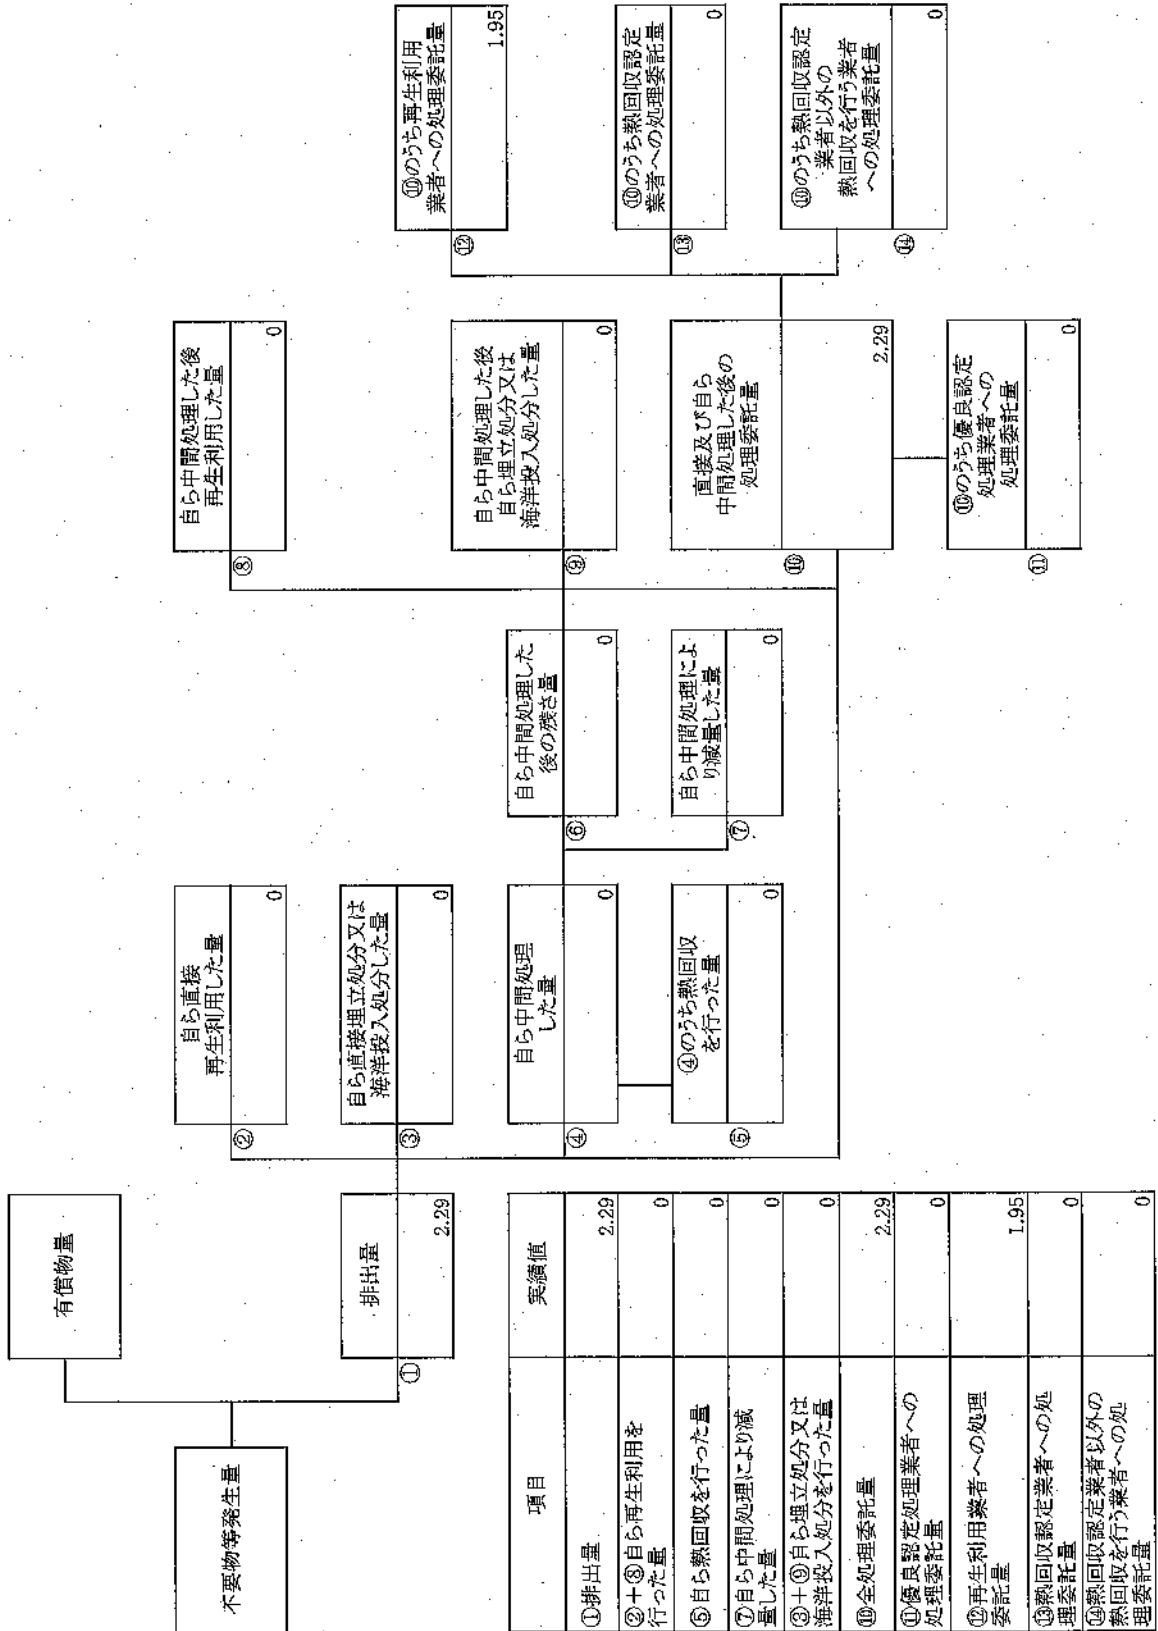 不要物等発生量
有償物量
①
排出量
2.29
②
自ら直接
再生利用した量
0
③
自ら直接埋立処分又は
海洋投入処分した量
0
④
自ら中間処理
した量
0
⑤
④のうち熱回収
を行った量
0
⑥
自ら中間処理した
後の残さ量
0
⑦
自ら中間処理によ
り減量した量
0
⑧
自ら中間処理した後
再生利用した量
0
⑨
自ら中間処理した後
自ら埋立処分又は
海洋投入処分した量
0
⑩
直接及び自ら
中間処理した後の
処理委託量
2.29
⑪
⑩のうち優良認定
処理業者への
処理委託量
0
⑫
⑩のうち再生利用
業者への処理委託量
1.95
⑬
⑩のうち熱回収認定
業者への処理委託量
0
⑭
⑩のうち熱回収認定
業者以外の
熱回収を行う業者
への処理委託量
0
項目 実績値
①排出量 2.29
②+⑧自ら再生利用を
行った量 0
⑤自ら熱回収を行った量 0
⑦自ら中間処理により減
量した量 0
③+⑨自ら埋立処分又は
海洋投入処分を行った量 0
⑩全処理委託量 2.29
⑪優良認定処理業者への
処理委託量 0
⑫再生利用業者への処理
委託量 1.95
⑬熱回収認定業者への処
理委託量 0
⑭熱回収認定業者以外の
熱回収を行う業者への処
理委託量 0